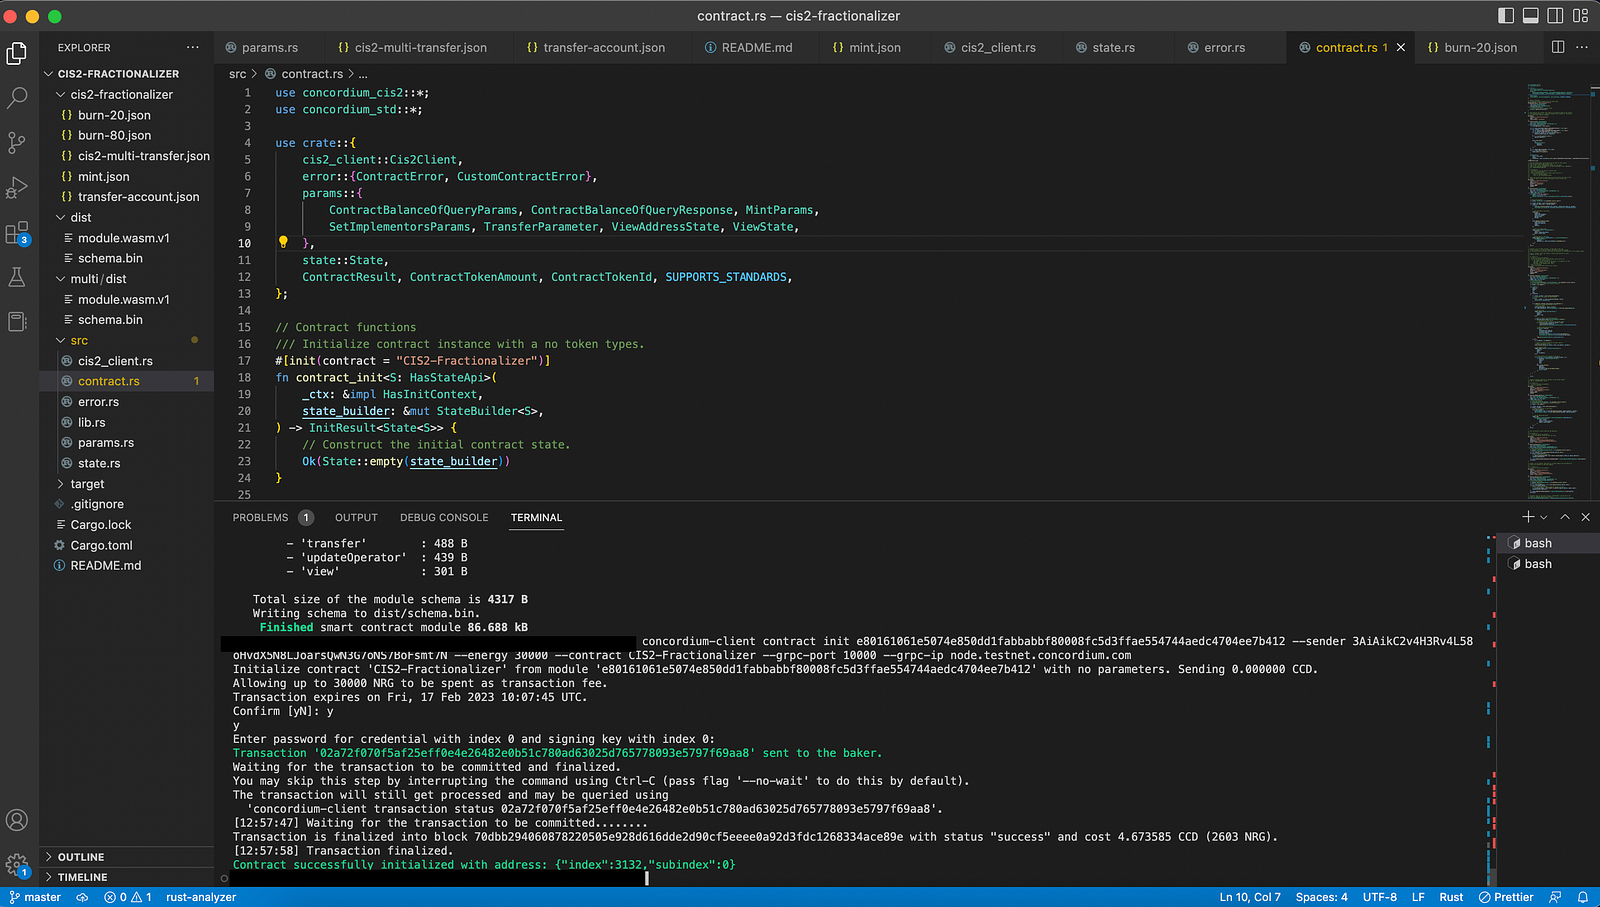 contract.rs — cis2-fractionalizer
EXPLORER
params.rs
cis2-multi-transfer.json
transfer-account.json
README.md
mint.json
cis2_client.rs
state.rs
error.rs
contract.rs 1
burn-20.json
src > contract.rs > ...
CIS2-FRACTIONALIZER
cis2-fractionalizer
burn-20.json
burn-80.json
cis2-multi-transfer.json
mint.json
transfer-account.json
dist
module.wasm.v1
schema.bin
multi/dist
module.wasm.v1
schema.bin
src
cis2_client.rs
contract.rs 1
error.rs
lib.rs
params.rs
state.rs
target
.gitignore
Cargo.lock
Cargo.toml
README.md
OUTLINE
TIMELINE
3
1
1 use concordium_cis2::*;
2 use concordium_std::*;
3
4 use crate::{
5 cis2_client::Cis2Client,
6 error::{ContractError, CustomContractError},
7 params::{
8 ContractBalanceOfQueryParams, ContractBalanceOfQueryResponse, MintParams,
9 SetImplementorsParams, TransferParameter, ViewAddressState, ViewState,
10 },
11 state::State,
12 ContractResult, ContractTokenAmount, ContractTokenId, SUPPORTS_STANDARDS,
13 };
14
15 // Contract functions
16 /// Initialize contract instance with a no token types.
17 #[init(contract = "CIS2-Fractionalizer")]
18 fn contract_init<S: HasStateApi>(
19 _ctx: &impl HasInitContext,
20 state_builder: &mut StateBuilder<S>,
21 ) -> InitResult<State<S>> {
22 // Construct the initial contract state.
23 Ok(State::empty(state_builder))
24 }
25
PROBLEMS 1 OUTPUT DEBUG CONSOLE TERMINAL
- 'transfer' : 488 B
- 'updateOperator' : 439 B
- 'view' : 301 B
Total size of the module schema is 4317 B
Writing schema to dist/schema.bin.
Finished smart contract module 86.688 kB
concordium-client contract init e80161061e5074e850dd1fabbabbf80008fc5d3ffae554744aedc4704ee7b412 --sender 3AiAikC2v4H3Rv4L58
oHvdX5N8LJoarsQwN3G7oNS7BoFsmt7N --energy 30000 --contract CIS2-Fractionalizer --grpc-port 10000 --grpc-ip node.testnet.concordium.com
Initialize contract 'CIS2-Fractionalizer' from module 'e80161061e5074e850dd1fabbabbf80008fc5d3ffae554744aedc4704ee7b412' with no parameters. Sending 0.000000 CCD.
Allowing up to 30000 NRG to be spent as transaction fee.
Transaction expires on Fri, 17 Feb 2023 10:07:45 UTC.
Confirm [yN]: y
y
Enter password for credential with index 0 and signing key with index 0:
Transaction '02a72f070f5af25eff0e4e26482e0b51c780ad63025d765778093e5797f69aa8' sent to the baker.
Waiting for the transaction to be committed and finalized.
You may skip this step by interrupting the command using Ctrl-C (pass flag '--no-wait' to do this by default).
The transaction will still get processed and may be queried using
'concordium-client transaction status 02a72f070f5af25eff0e4e26482e0b51c780ad63025d765778093e5797f69aa8'.
[12:57:47] Waiting for the transaction to be committed........
Transaction is finalized into block 70dbb294060878220505e928d616dde2d90cf5eeee0a92d3fdc1268334ace89e with status "success" and cost 4.673585 CCD (2603 NRG).
[12:57:58] Transaction finalized.
Contract successfully initialized with address: {"index":3132,"subindex":0}
bash
bash
master 0 1 rust-analyzer Ln 10, Col 7 Spaces: 4 UTF-8 LF Rust Prettier